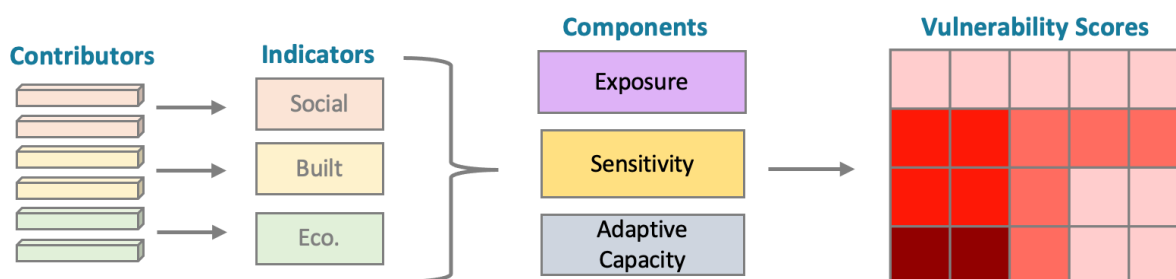 Contributors
Indicators
Social
Built
Eco.
Components
Exposure
Sensitivity
Adaptive
Capacity
Vulnerability Scores